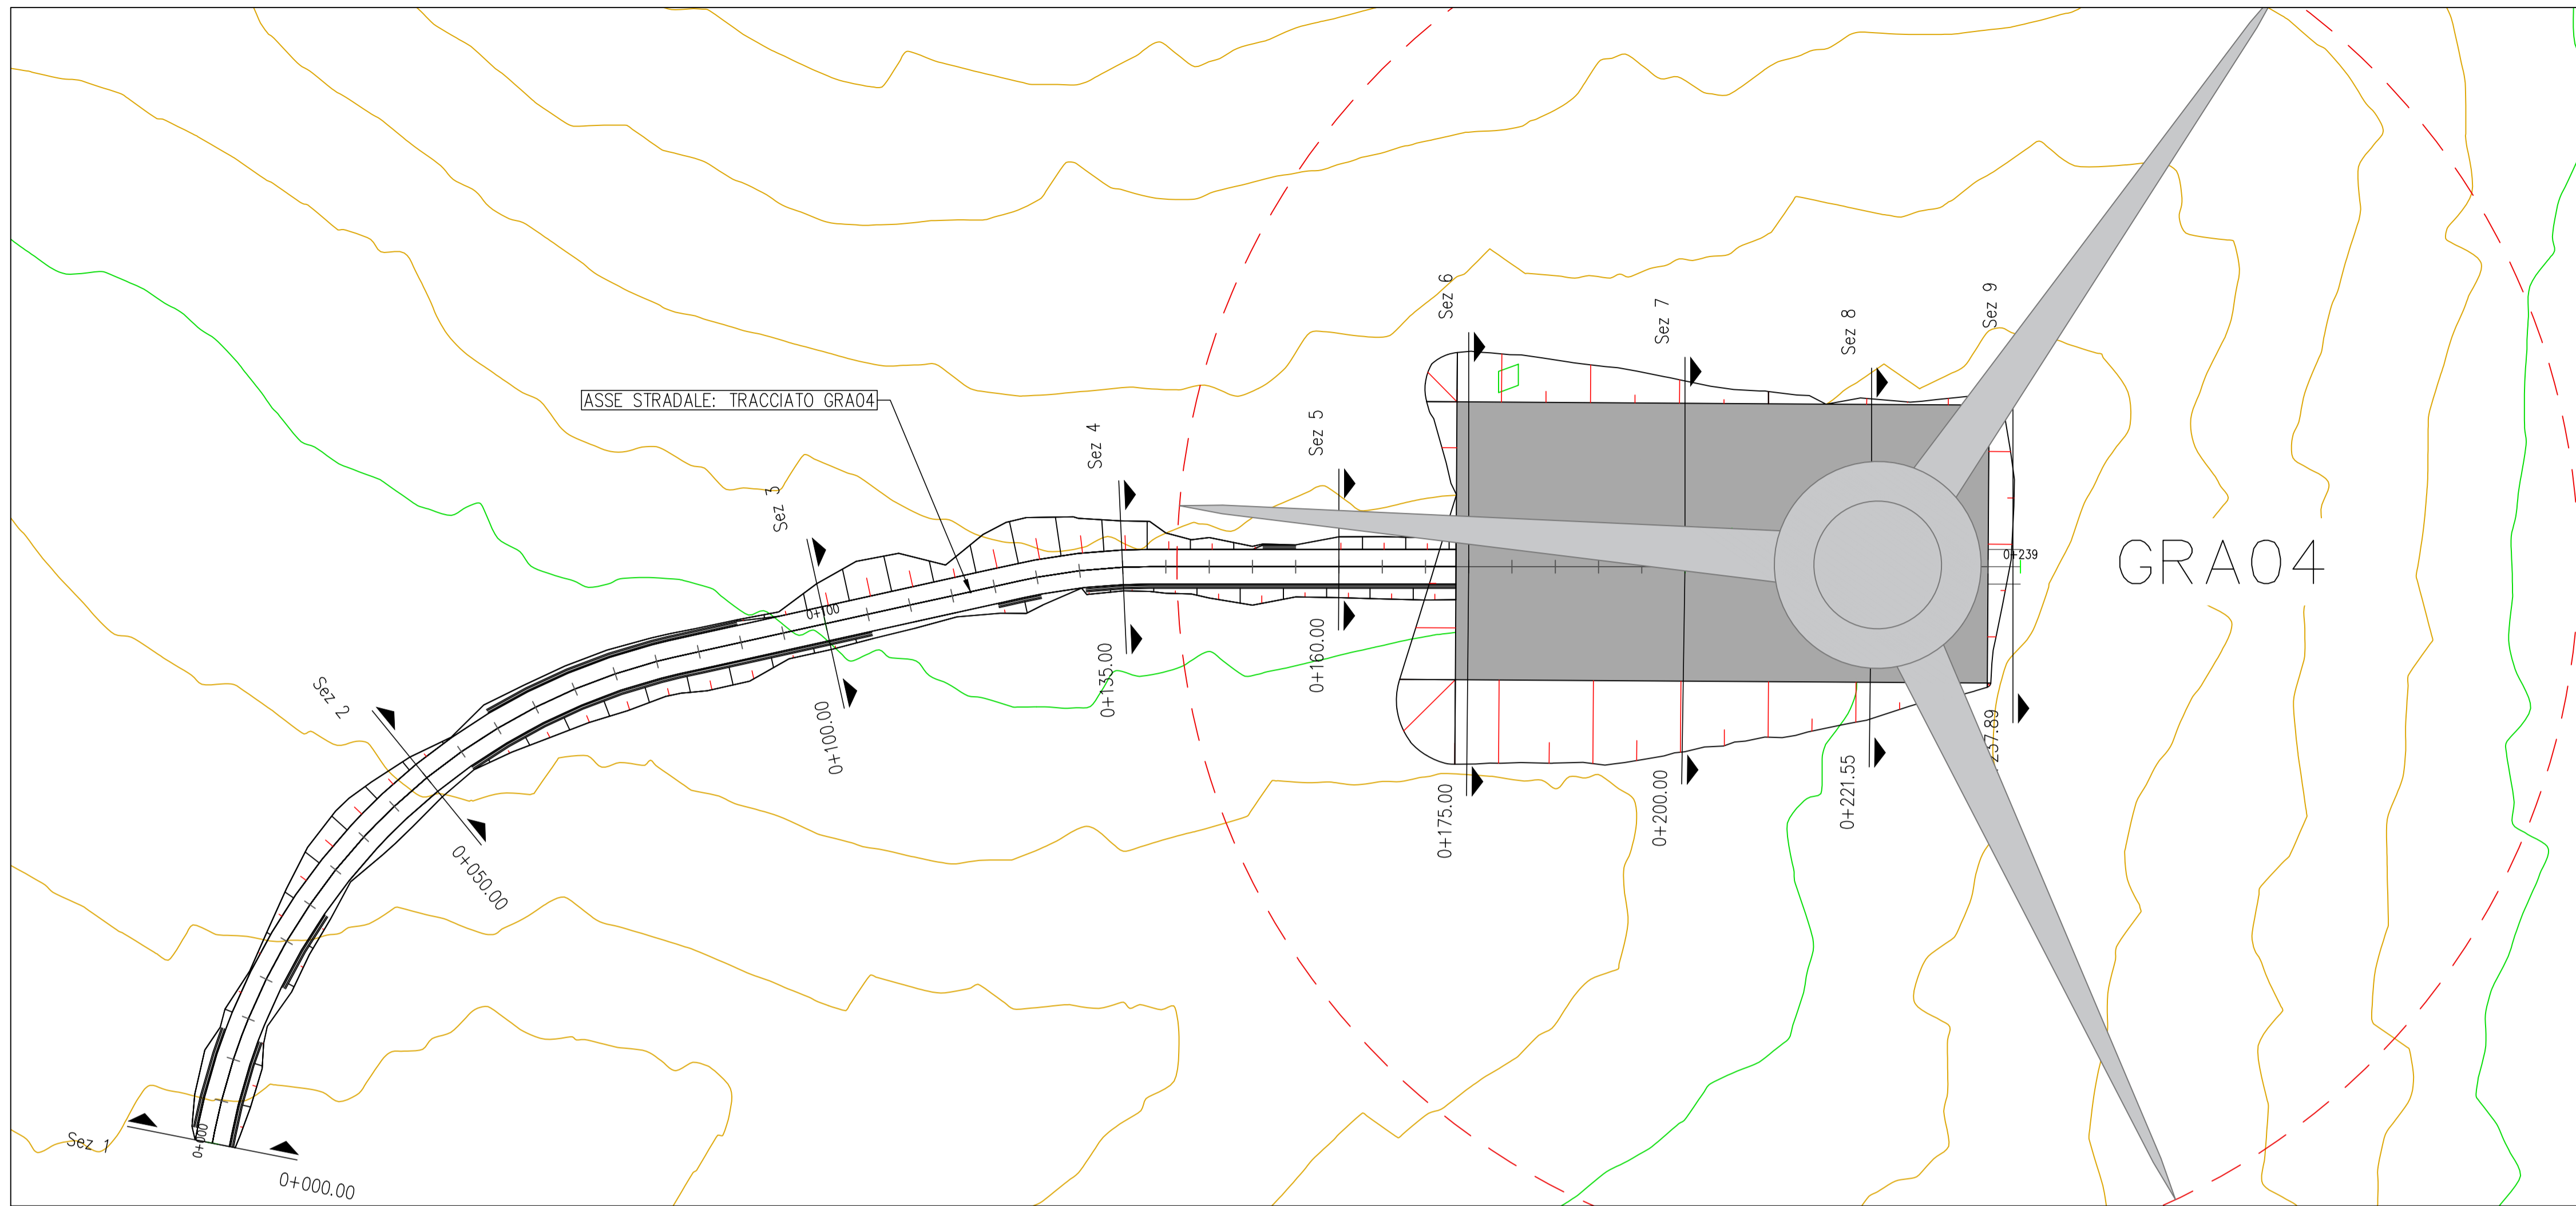 Sez 6
Sez 7
Sez 8
Sez 9
ASSE STRADALE: TRACCIATO GRA04
Sez 5
Sez 4
Sez 3
0+100
0+239
GRA04
Sez 2
0+160.00
0+135.00
0+100.00
237.89
0+221.55
0+200.00
0+175.00
0+050.00
Sez 1
0+000
0+000.00